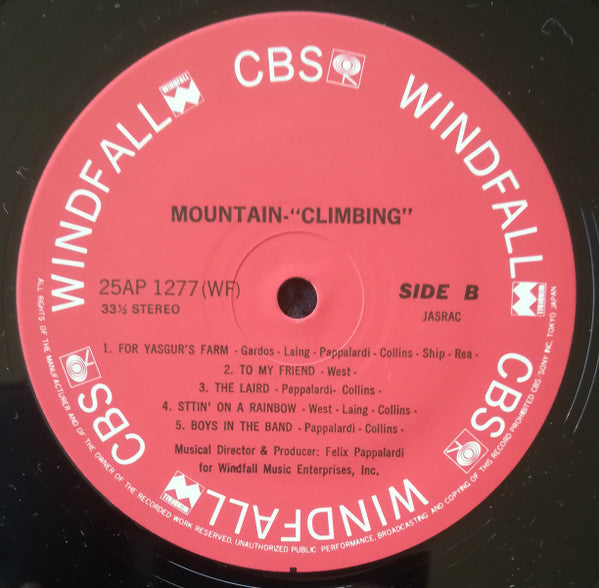 CBS
WINDFALL
WINDFALL
CBS
WINDFALL
CBS
WINDFALL
WINDFALL
WINDFALL
MOUNTAIN-"CLIMBING"
25AP 1277(WF)
SIDE B
33⅓ STEREO
JASRAC
1. FOR YASGUR'S FARM - Gardos - Laing - Pappalardi - Collins - Ship - Rea -
2. TO MY FRIEND - West -
3. THE LAIRD - Pappalardi - Collins -
4. STTIN' ON A RAINBOW - West - Laing - Collins -
5. BOYS IN THE BAND - Pappalardi - Collins -
Musical Director & Producer; Felix Pappalardi
for Windfall Music Enterprises, Inc.
ALL RIGHTS OF THE MANUFACTURER AND OF THE OWNER OF THE RECORDED WORK RESERVED. UNAUTHORIZED PUBLIC PERFORMANCE, BROADCASTING AND COPYING OF THIS RECORD PROHIBITED CBS/SONY INC. TOKYO JAPAN